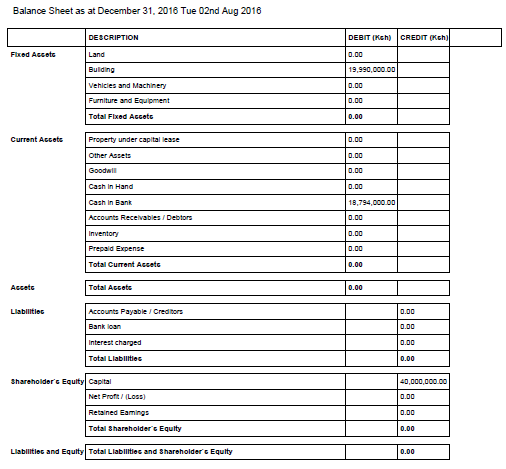 Balance Sheet as at December 31, 2016 Tue 02nd Aug 2016
DESCRIPTION DEBIT (Ksh) CREDIT (Ksh)
Fixed Assets Land 0.00
Building 19,990,000.00
Vehicles and Machinery 0.00
Furniture and Equipment 0.00
Total Fixed Assets 0.00
Current Assets Property under capital lease 0.00
Other Assets 0.00
Goodwill 0.00
Cash in Hand 0.00
Cash in Bank 18,794,000.00
Accounts Receivables / Debtors 0.00
Inventory 0.00
Prepaid Expense 0.00
Total Current Assets 0.00
Assets Total Assets 0.00
Liabilities Accounts Payable / Creditors 0.00
Bank loan 0.00
Interest charged 0.00
Total Liabilities 0.00
Shareholder's Equity Capital 40,000,000.00
Net Profit / (Loss) 0.00
Retained Earnings 0.00
Total Shareholder's Equity 0.00
Liabilities and Equity Total Liabilities and Shareholder's Equity 0.00